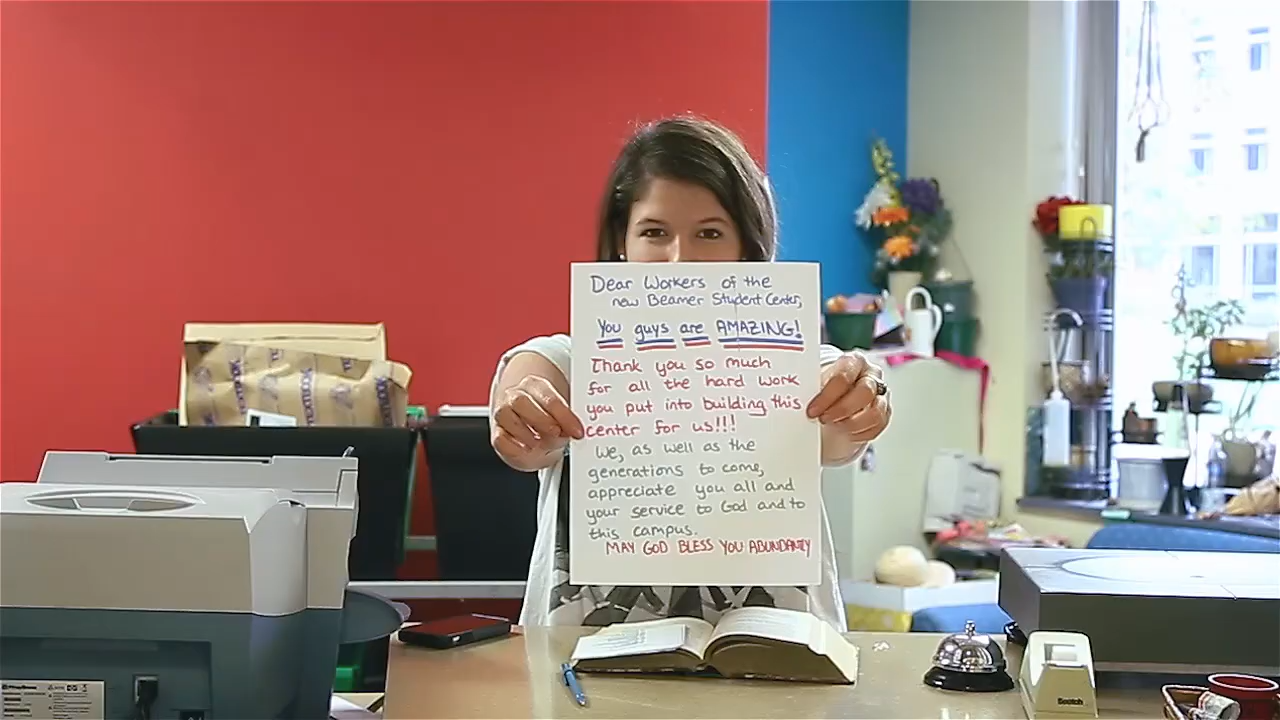 Dear Workers of the
new Beamer Student Center,
You guys are AMAZING!
Thank you so much
for all the hard work
you put into building this
center for us!!!
We, as well as the
generations to come,
appreciate you all and
your service to God and to
this campus.
MAY GOD BLESS YOU ABUNDANTLY
Scotch